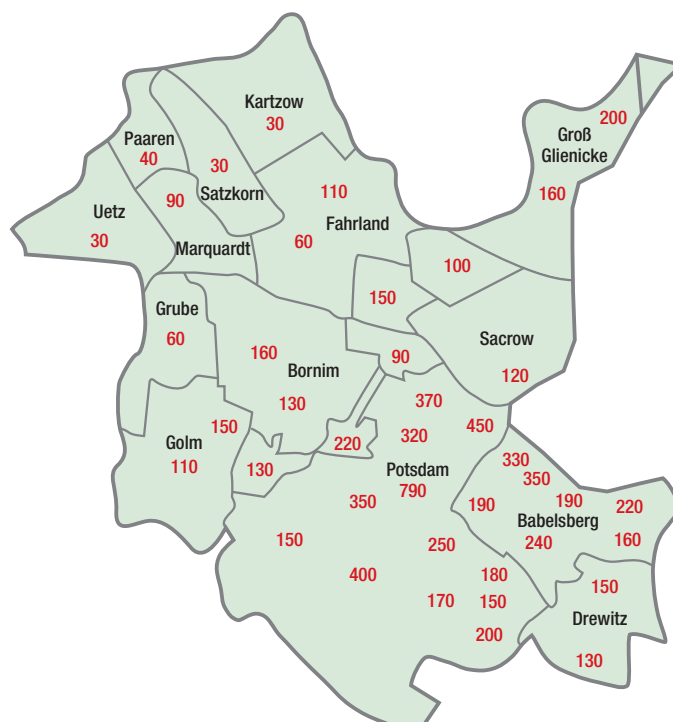 Kartzow
30
200
Groß
Glienicke
160
Paaren
40
30
Satzkorn
90
Marquardt
Uetz
30
110
Fahrland
60
100
150
Grube
60
160
Bornim
130
90
Sacrow
120
370
450
320
220
Potsdam
790
350
150
Golm
110
130
150
250
400
180
170
150
200
330
350
190
190
220
Babelsberg
240
160
150
Drewitz
130